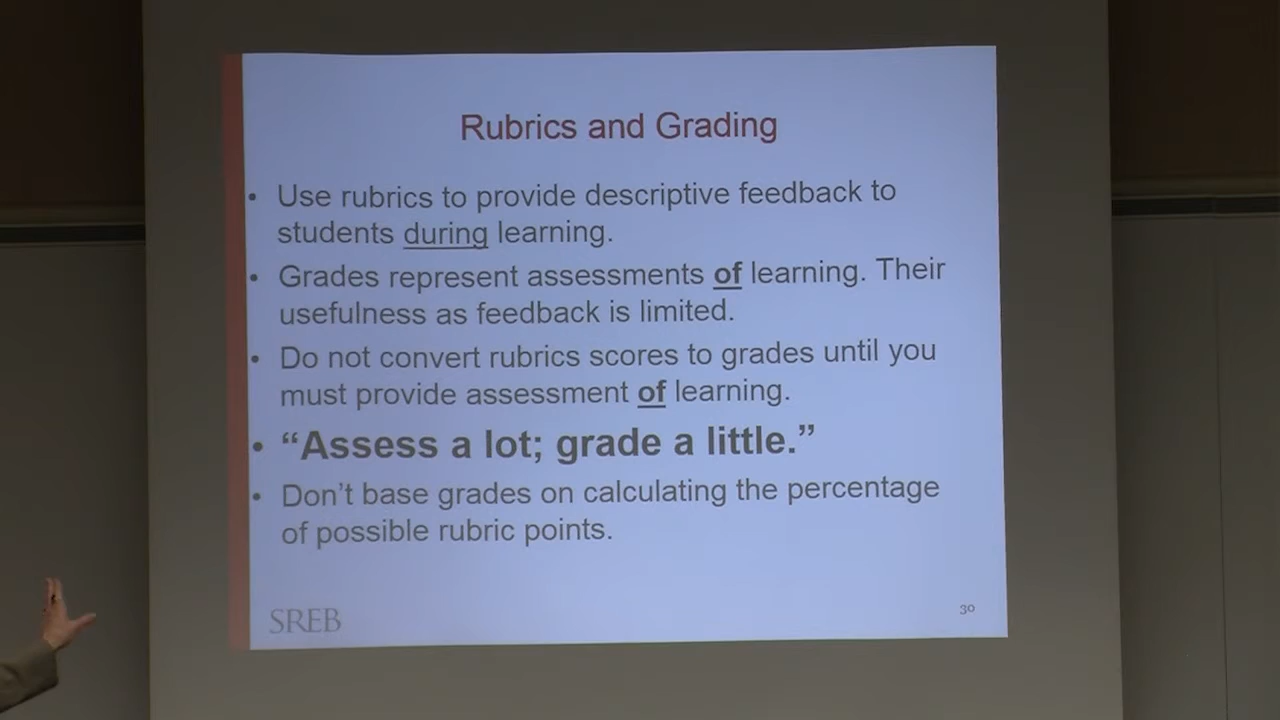 Rubrics and Grading
• Use rubrics to provide descriptive feedback to
students during learning.
• Grades represent assessments of learning. Their
usefulness as feedback is limited.
• Do not convert rubrics scores to grades until you
must provide assessment of learning.
• “Assess a lot; grade a little.”
• Don’t base grades on calculating the percentage
of possible rubric points.
SREB
30